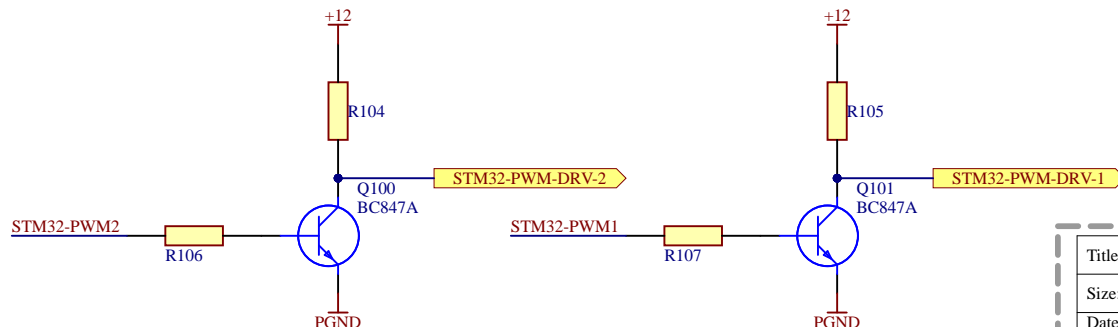 +12
+12
R104
R105
STM32-PWM-DRV-2
STM32-PWM-DRV-1
Q100
BC847A
Q101
BC847A
STM32-PWM2
STM32-PWM1
R106
R107
PGND
PGND
Title
Size:
Date